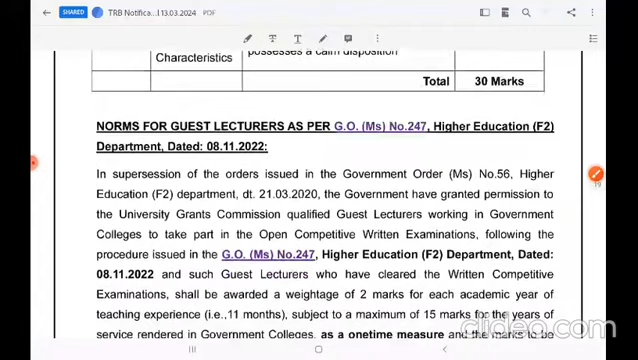 SHARED TRB Notifica...l 13.03.2024 PDF
possesses a calm disposition
Characteristics
Total 30 Marks
NORMS FOR GUEST LECTURERS AS PER G.O. (Ms) No.247, Higher Education (F2)
Department, Dated: 08.11.2022:
In supersession of the orders issued in the Government Order (Ms) No.56, Higher
Education (F2) department, dt. 21.03.2020, the Government have granted permission to
the University Grants Commission qualified Guest Lecturers working in Government
Colleges to take part in the Open Competitive Written Examinations, following the
procedure issued in the G.O. (Ms) No.247, Higher Education (F2) Department, Dated:
08.11.2022 and such Guest Lecturers who have cleared the Written Competitive
Examinations, shall be awarded a weightage of 2 marks for each academic year of
teaching experience (i.e.,11 months), subject to a maximum of 15 marks for the years of
service rendered in Government Colleges, as a onetime measure and the marks to be
19
clideo.com